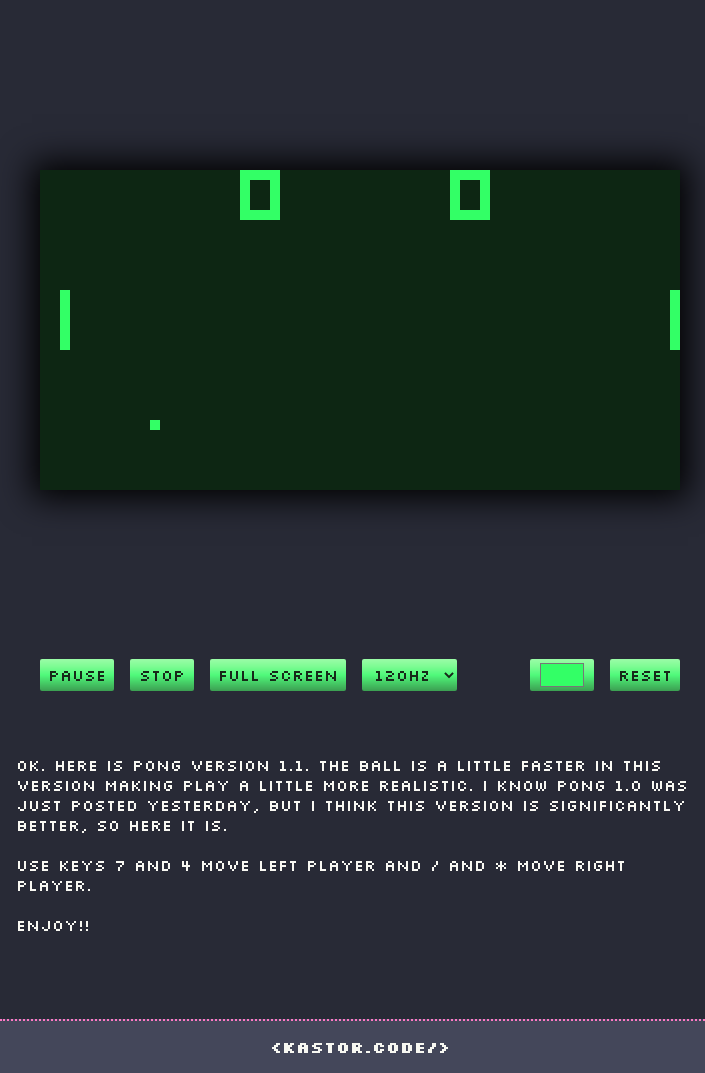 0 0
PAUSE STOP FULL SCREEN 120HZ RESET
OK. HERE IS PONG VERSION 1.1. THE BALL IS A LITTLE FASTER IN THIS
VERSION MAKING PLAY A LITTLE MORE REALISTIC. I KNOW PONG 1.0 WAS
JUST POSTED YESTERDAY, BUT I THINK THIS VERSION IS SIGNIFICANTLY
BETTER, SO HERE IT IS.
USE KEYS 7 AND 4 MOVE LEFT PLAYER AND / AND * MOVE RIGHT
PLAYER.
ENJOY!!
<KASTOR.CODE/>